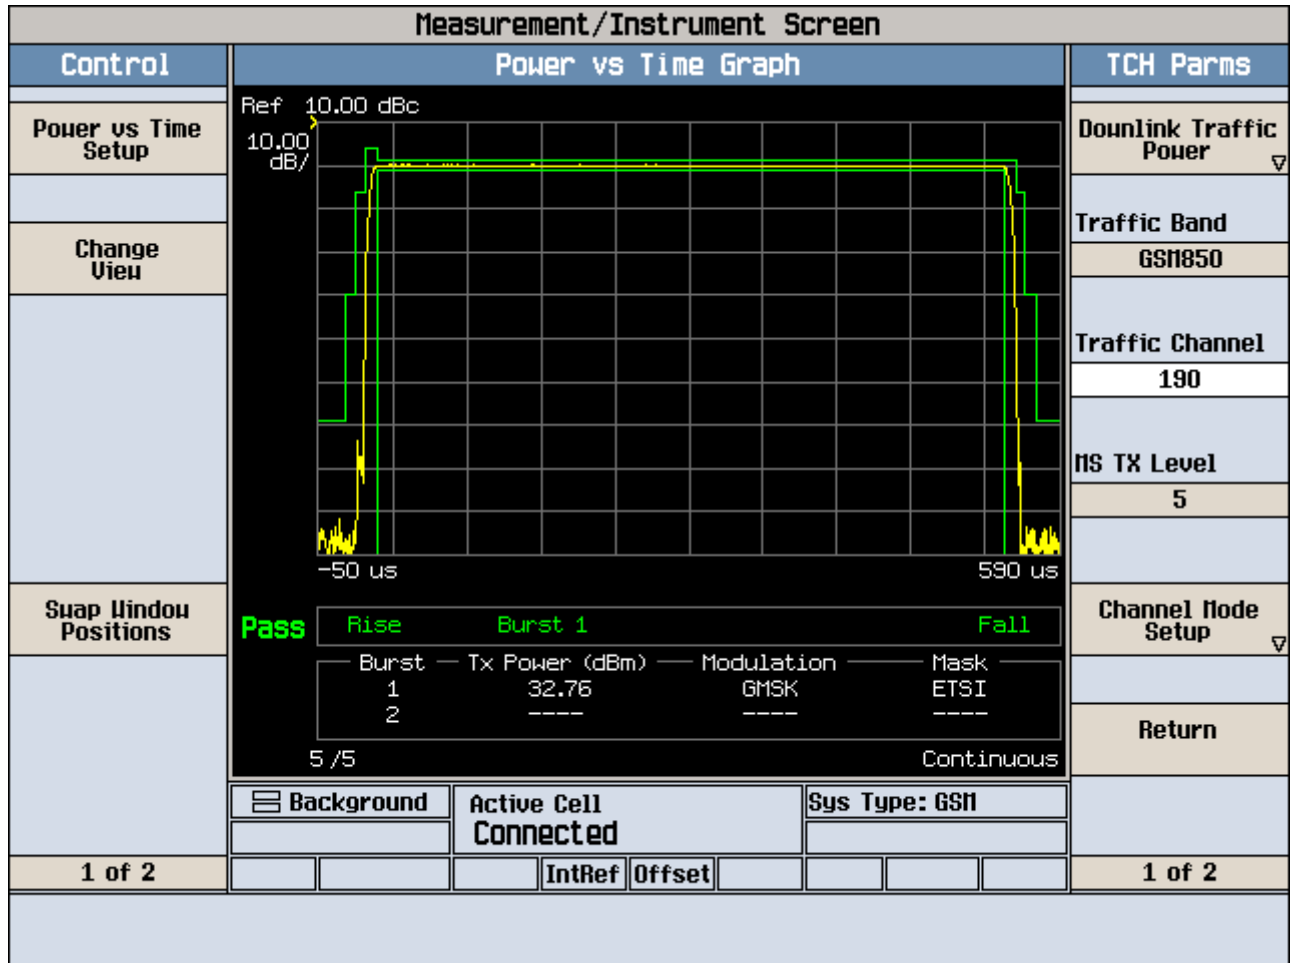 Measurement/Instrument Screen
Control
Power vs Time Graph
TCH Parms
Power vs Time
Setup
Change
View
Swap Window
Positions
1 of 2
Ref 10.00 dBc
10.00
dB/
-50 us
590 us
Pass
Rise
Burst 1
Fall
Burst
Tx Power (dBm)
Modulation
Mask
1
32.76
GMSK
ETSI
2
----
----
----
5/5
Continuous
Background
Active Cell
Connected
Sys Type: GSM
IntRef
Offset
Downlink Traffic
Power
Traffic Band
GSM850
Traffic Channel
190
MS TX Level
5
Channel Mode
Setup
Return
1 of 2